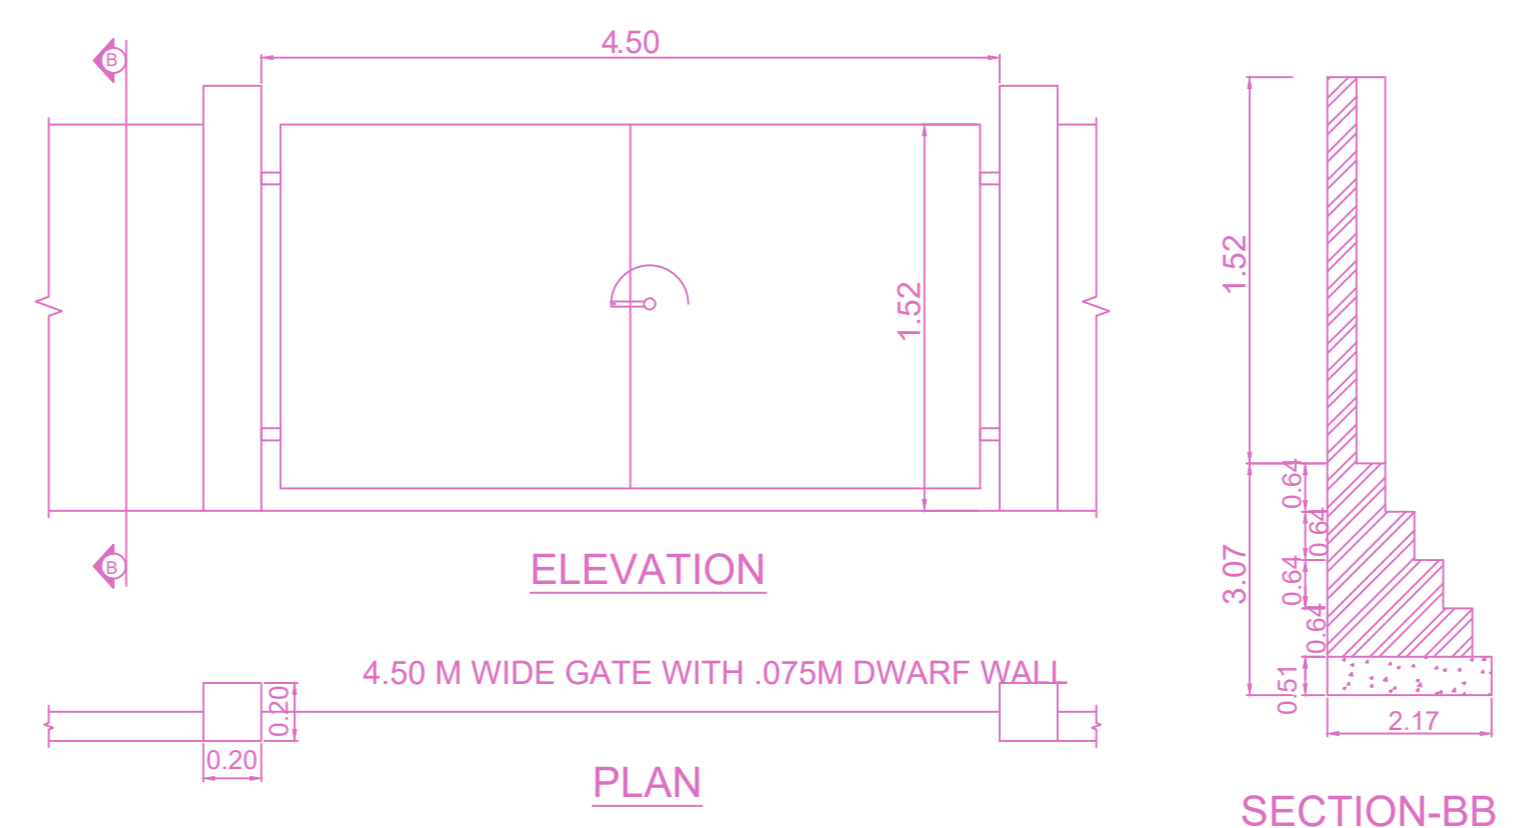 B
4.50
1.52
B
ELEVATION
4.50 M WIDE GATE WITH .075M DWARF WALL
0.20
0.20
PLAN
1.52
0.64
0.64
0.64
0.64
3.07
0.51
2.17
SECTION-BB